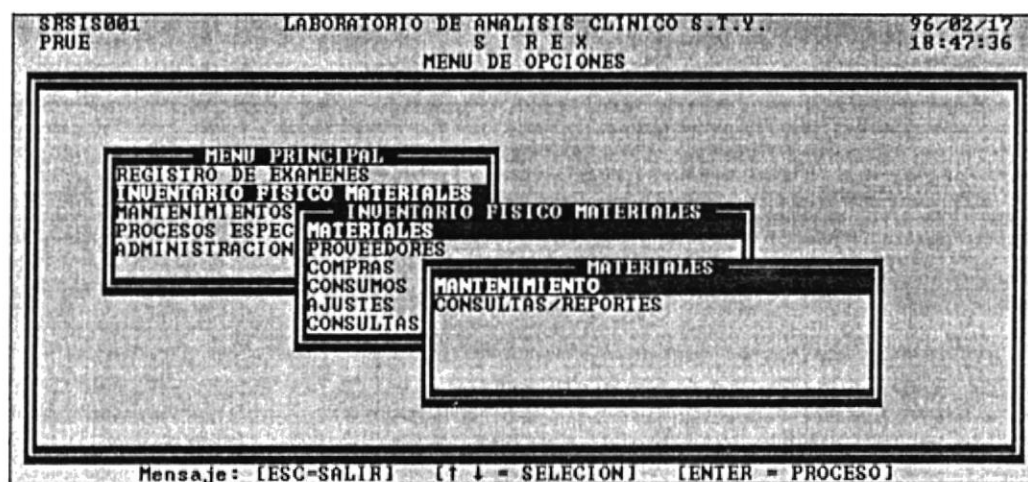 SRSIS001 LABORATORIO DE ANALISIS CLINICO S.T.Y. 96/02/17
PRUE S I R E X 18:47:36
MENU DE OPCIONES
MENU PRINCIPAL
REGISTRO DE EXAMENES
INVENTARIO FISICO MATERIALES
MANTENIMIENTOS
PROCESOS ESPEC
ADMINISTRACION
INVENTARIO FISICO MATERIALES
MATERIALES
PROVEEDORES
COMPRAS
CONSUMOS
AJUSTES
CONSULTAS
MATERIALES
MANTENIMIENTO
CONSULTAS/REPORTES
Mensaje: [ESC=SALIR] [↑ ↓ = SELECION] [ENTER = PROCESO]